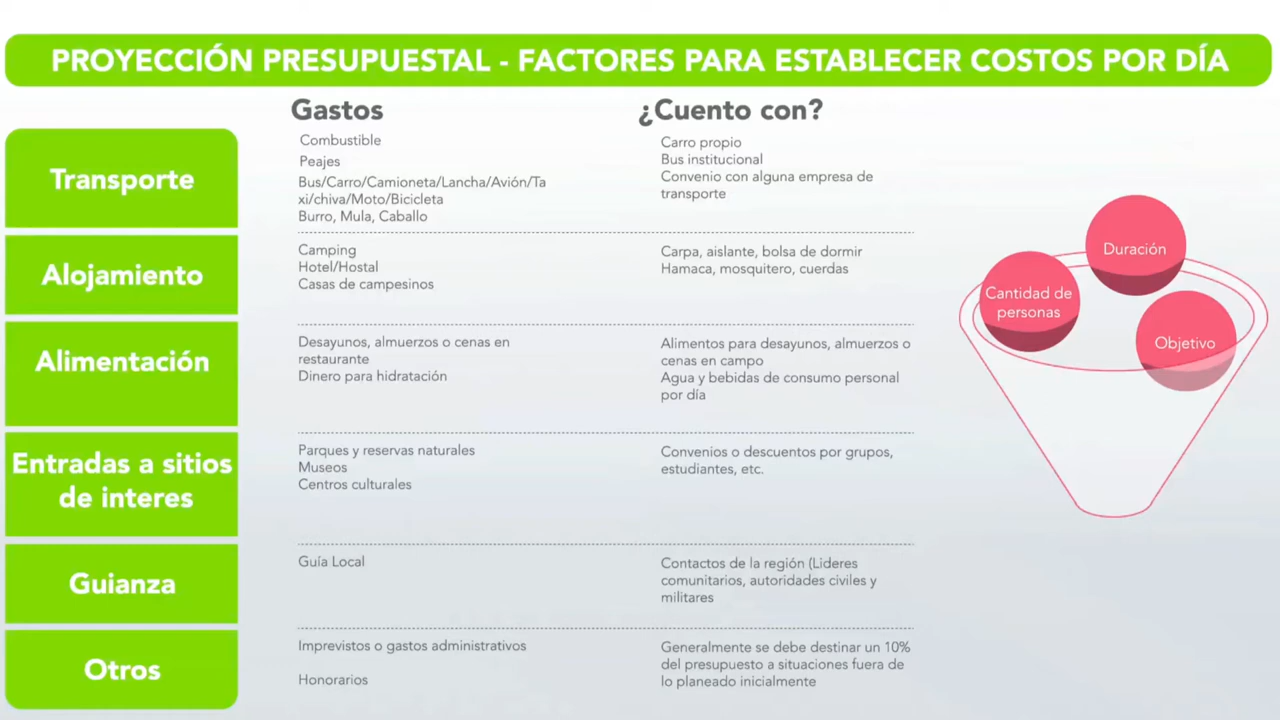 PROYECCIÓN PRESUPUESTAL - FACTORES PARA ESTABLECER COSTOS POR DÍA
Gastos
¿Cuento con?
Transporte
Combustible
Peajes
Bus/Carro/Camioneta/Lancha/Avión/Ta
xi/chiva/Moto/Bicicleta
Burro, Mula, Caballo
Carro propio
Bus institucional
Convenio con alguna empresa de
transporte
Alojamiento
Camping
Hotel/Hostal
Casas de campesinos
Carpa, aislante, bolsa de dormir
Hamaca, mosquitero, cuerdas
Alimentación
Desayunos, almuerzos o cenas en
restaurante
Dinero para hidratación
Alimentos para desayunos, almuerzos o
cenas en campo
Agua y bebidas de consumo personal
por día
Entradas a sitios
de interes
Parques y reservas naturales
Museos
Centros culturales
Convenios o descuentos por grupos,
estudiantes, etc.
Guianza
Guía Local
Contactos de la región (Lideres
comunitarios, autoridades civiles y
militares
Otros
Imprevistos o gastos administrativos
Honorarios
Generalmente se debe destinar un 10%
del presupuesto a situaciones fuera de
lo planeado inicialmente
Duración
Cantidad de
personas
Objetivo